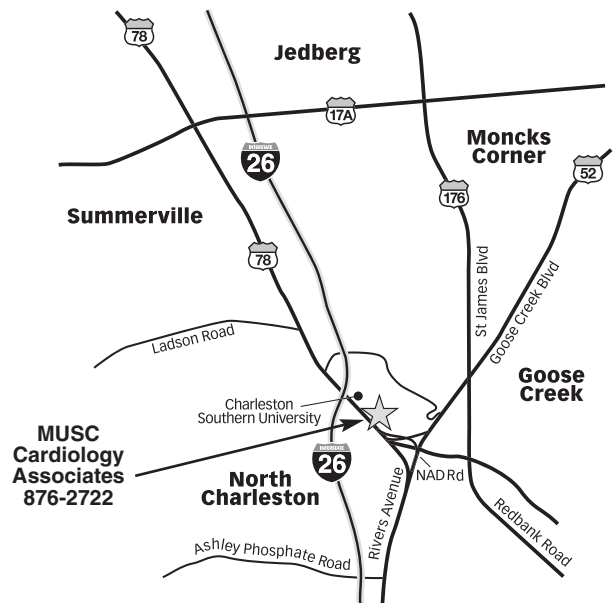 78
Jedberg
17A
Moncks
Corner
INTERSTATE
26
52
176
Summerville
78
St James Blvd
Goose Creek Blvd
Ladson Road
Goose
Creek
Charleston
Southern University
MUSC
Cardiology
Associates
876-2722
INTERSTATE
26
North
Charleston
NAD Rd
Rivers Avenue
Redbank Road
Ashley Phosphate Road